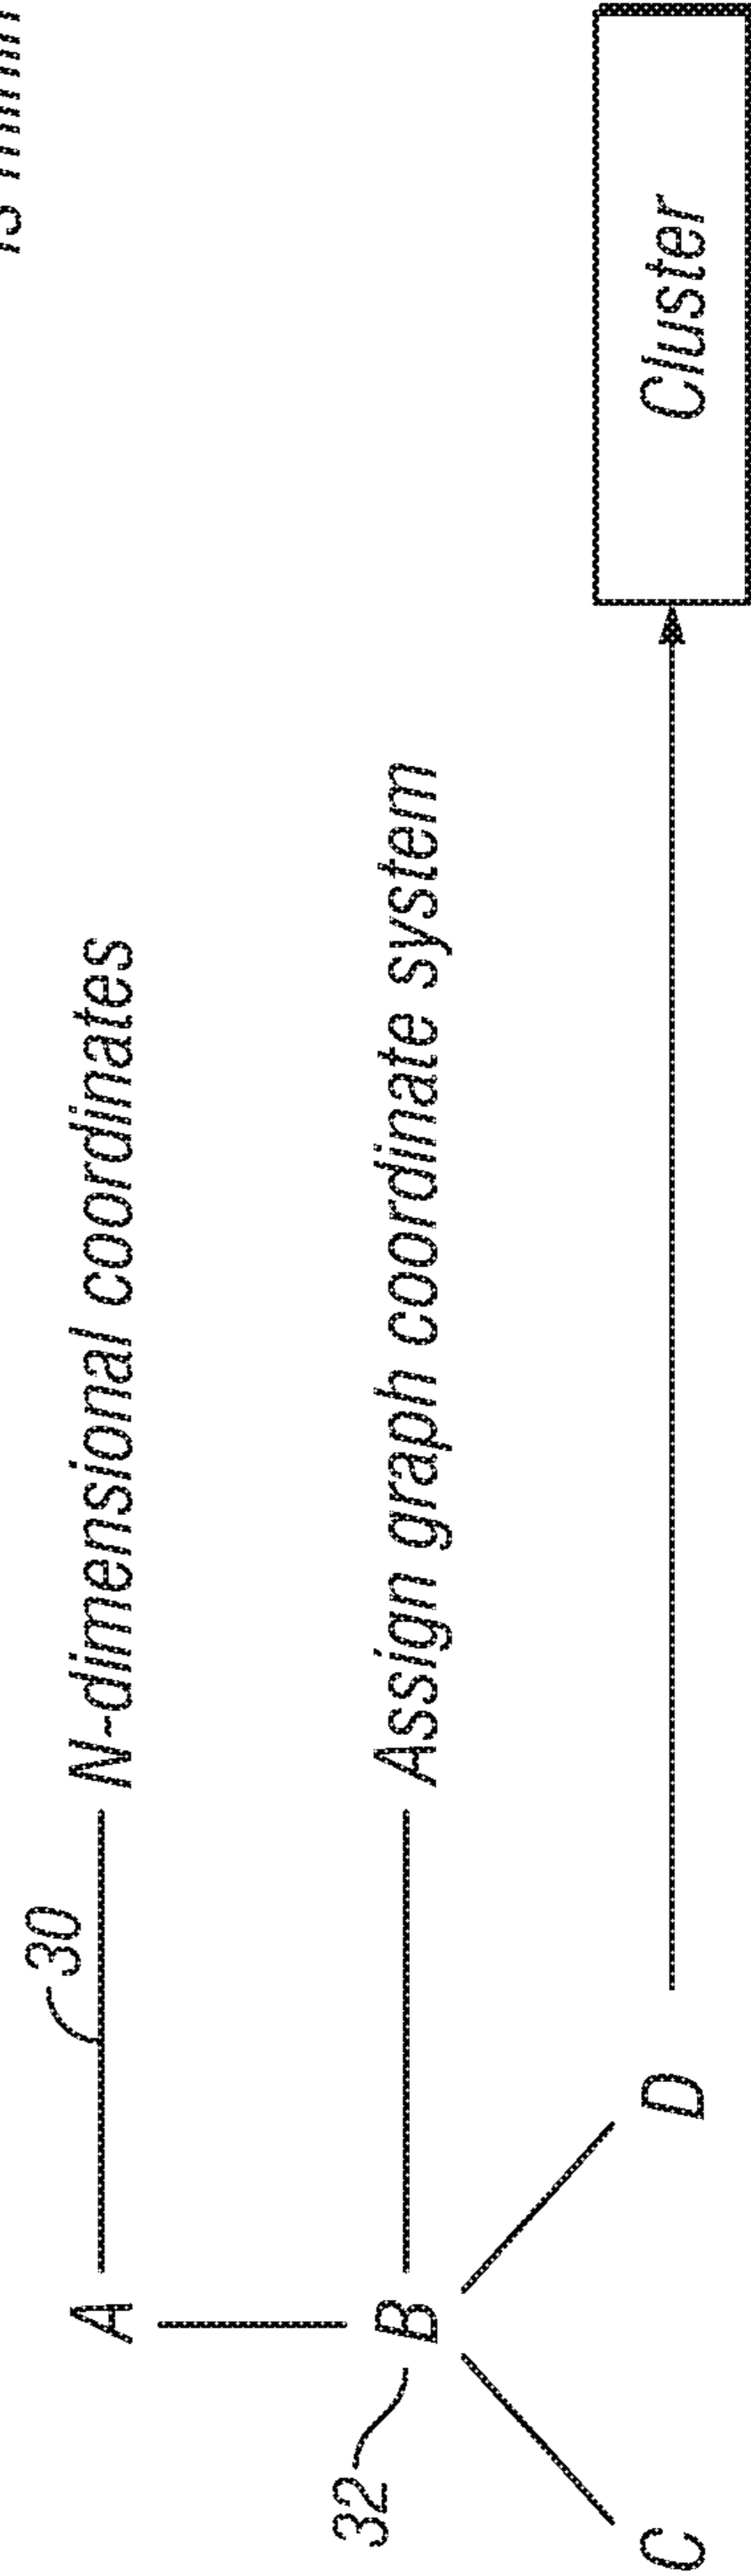 30
A N-dimensional coordinates
32
B Assign graph coordinate system
C D Cluster